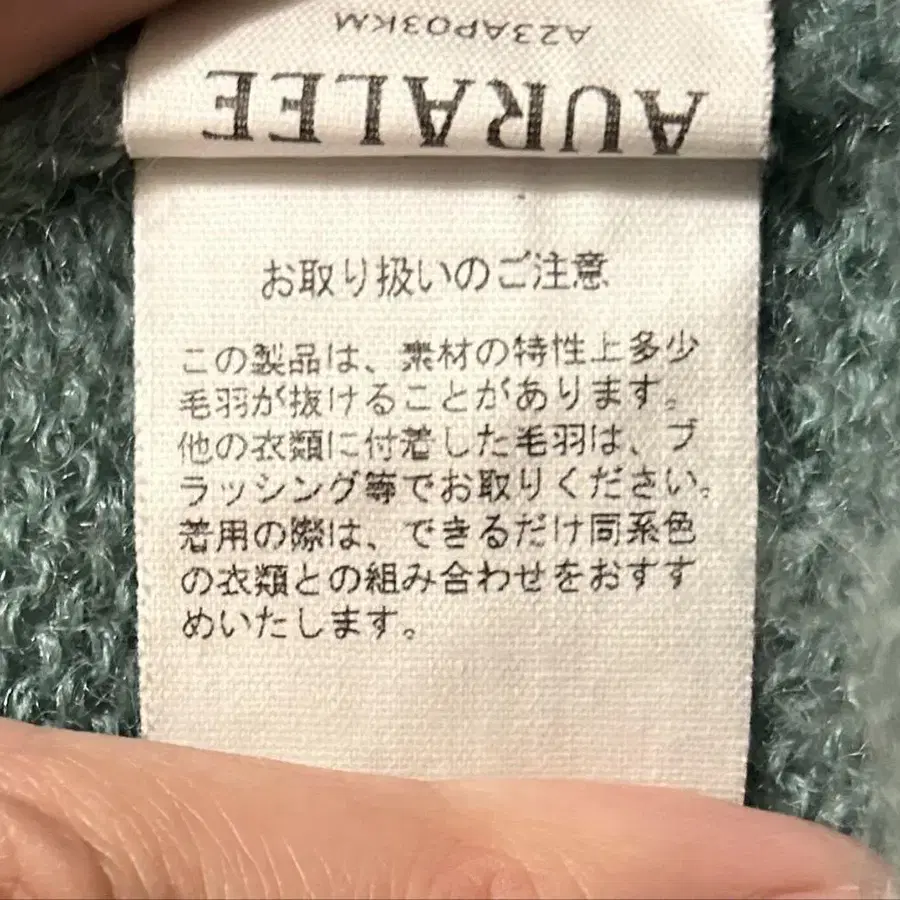 A23AP03KM
AURALEE
お取り扱いのご注意
この製品は、素材の特性上多少
毛羽が抜けることがあります。
他の衣類に付着した毛羽は、ブ
ラッシング等でお取りください。
着用の際は、できるだけ同系色
の衣類との組み合わせをおすす
めいたします。